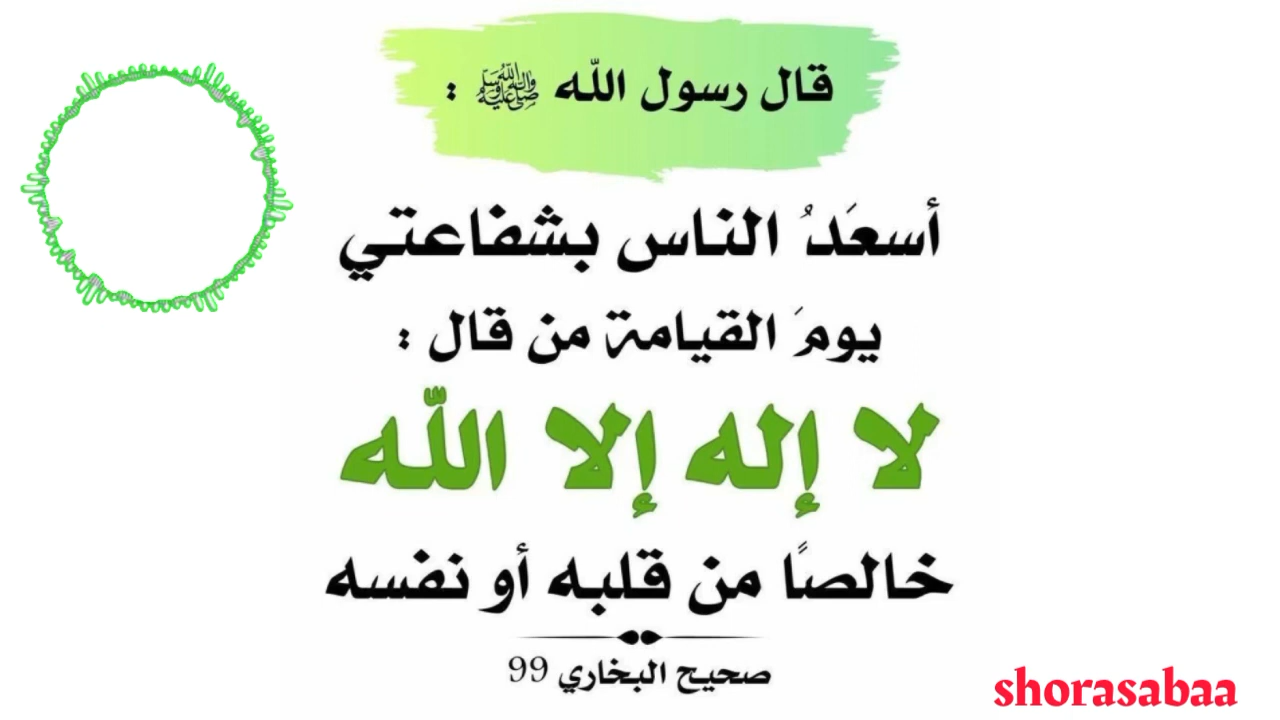 قال رسول الله ﷺ :
أسعَدُ الناس بشفاعتي
يومَ القيامة من قال :
لا إله إلا الله
خالصًا من قلبه أو نفسه
صحيح البخاري 99
shorasabaa